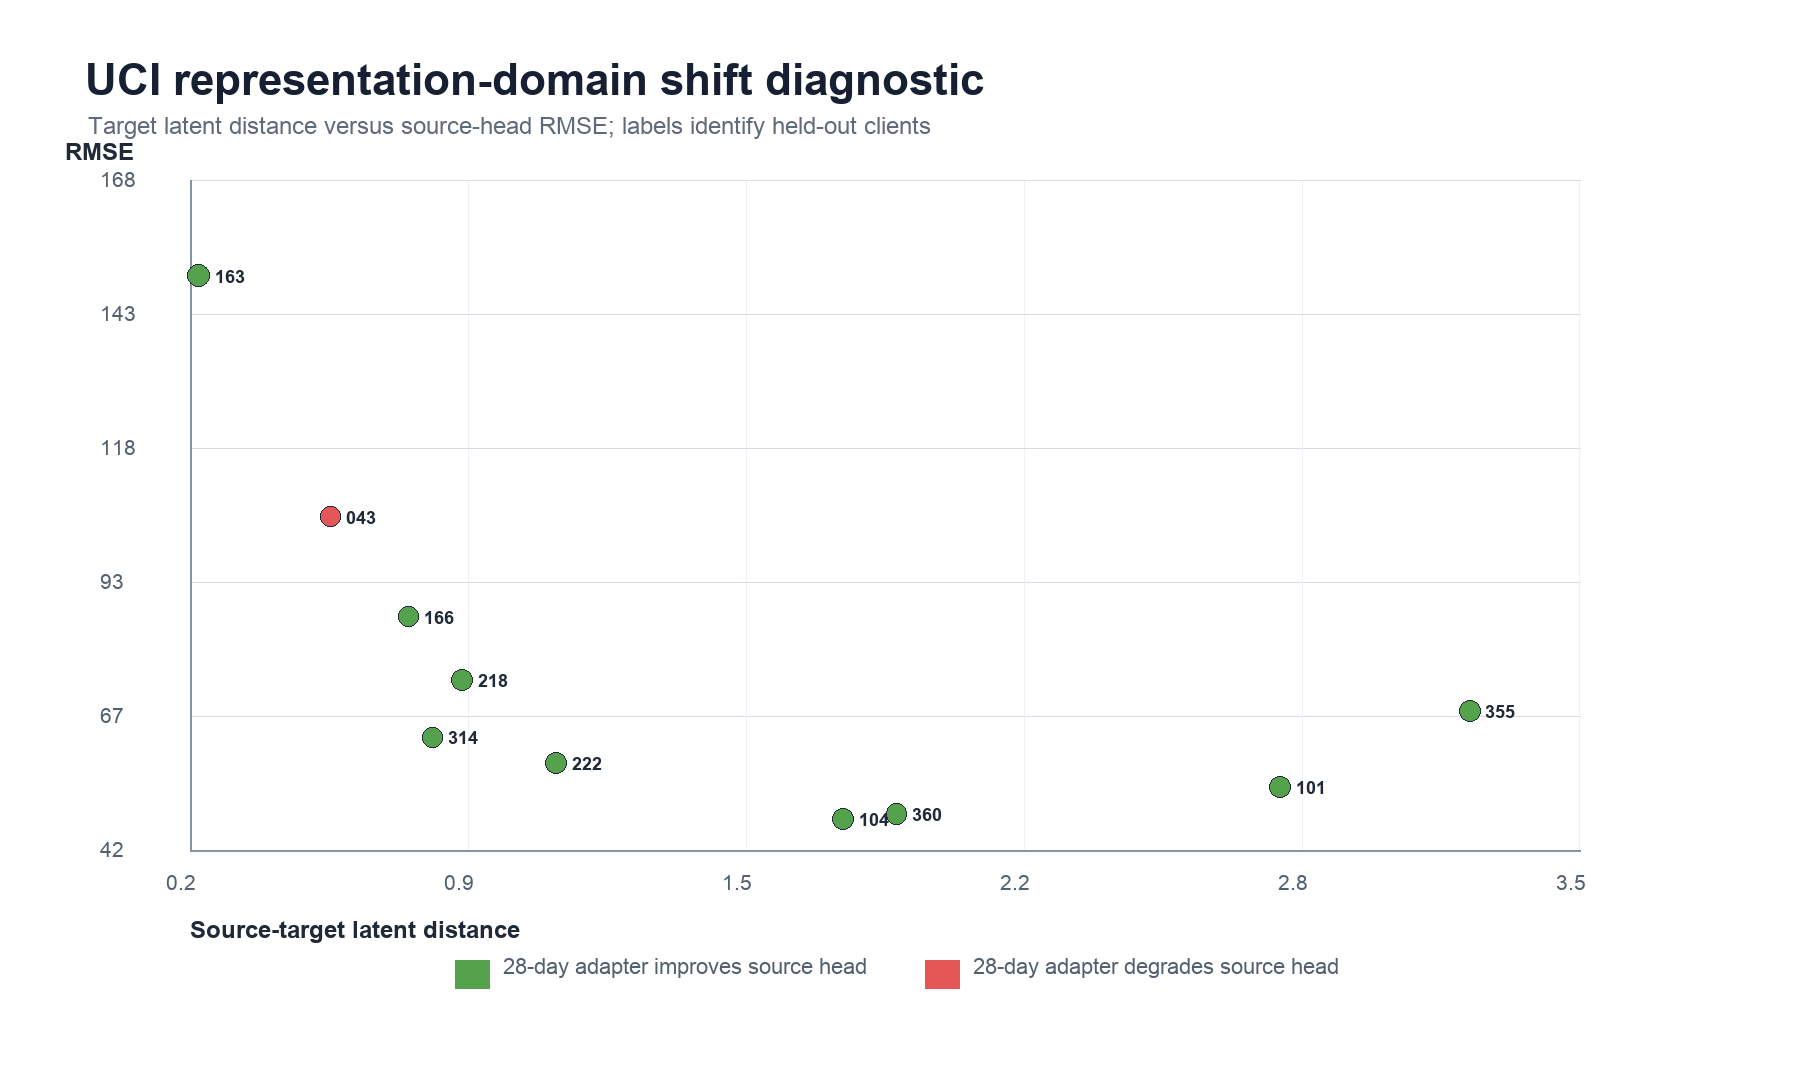 UCI representation-domain shift diagnostic
Target latent distance versus source-head RMSE; labels identify held-out clients
RMSE
168
163
143
118
043
93
166
218
355
67
314
222
101
104
360
42
0.2 0.9 1.5 2.2 2.8 3.5
Source-target latent distance
28-day adapter improves source head
28-day adapter degrades source head